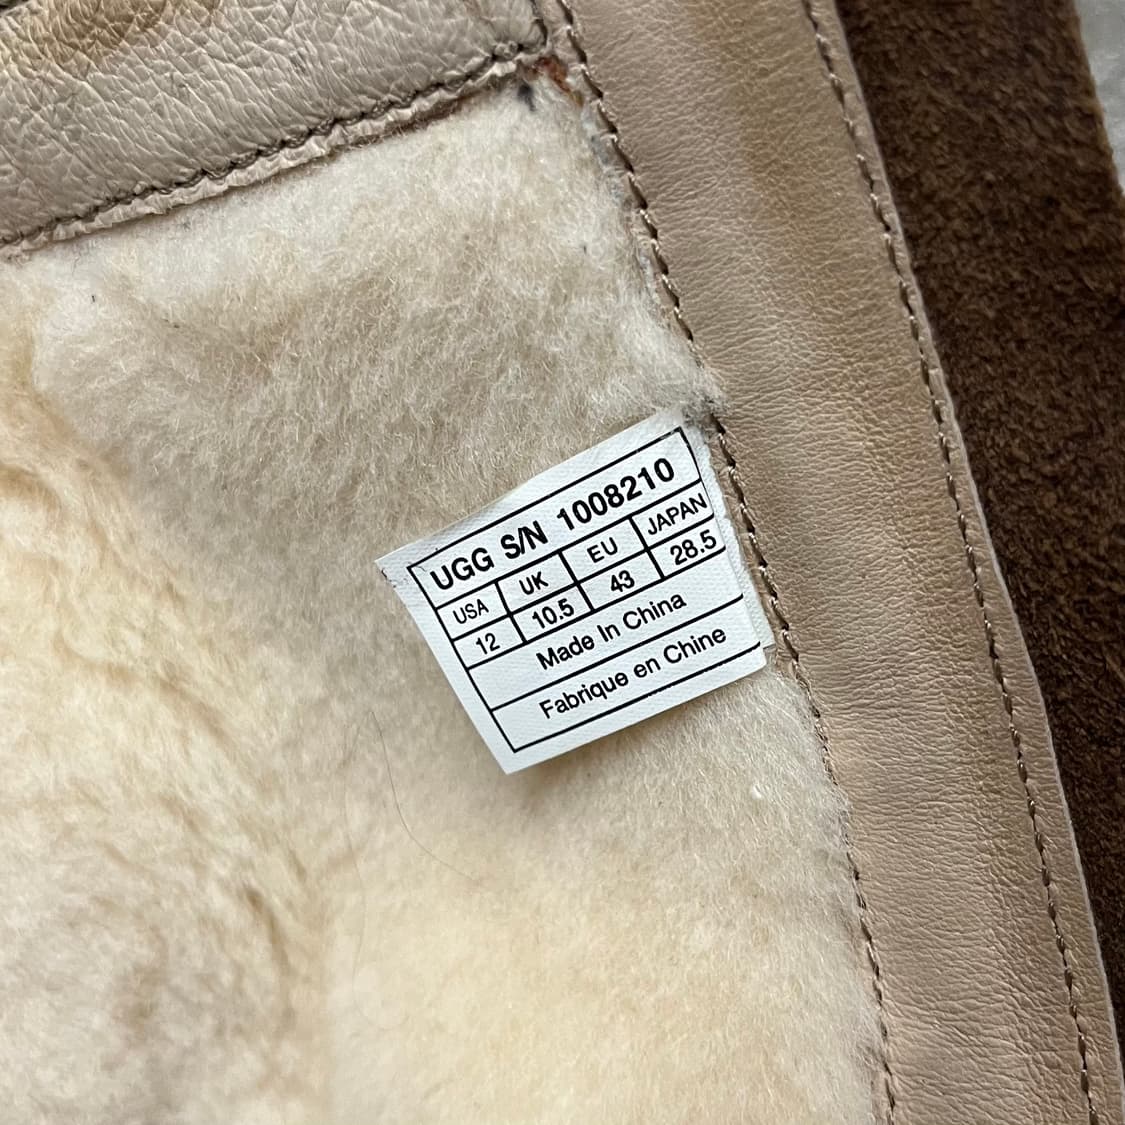 UGG S/N 1008210
USA UK EU JAPAN
12 10.5 43 28.5
Made In China
Fabrique en Chine